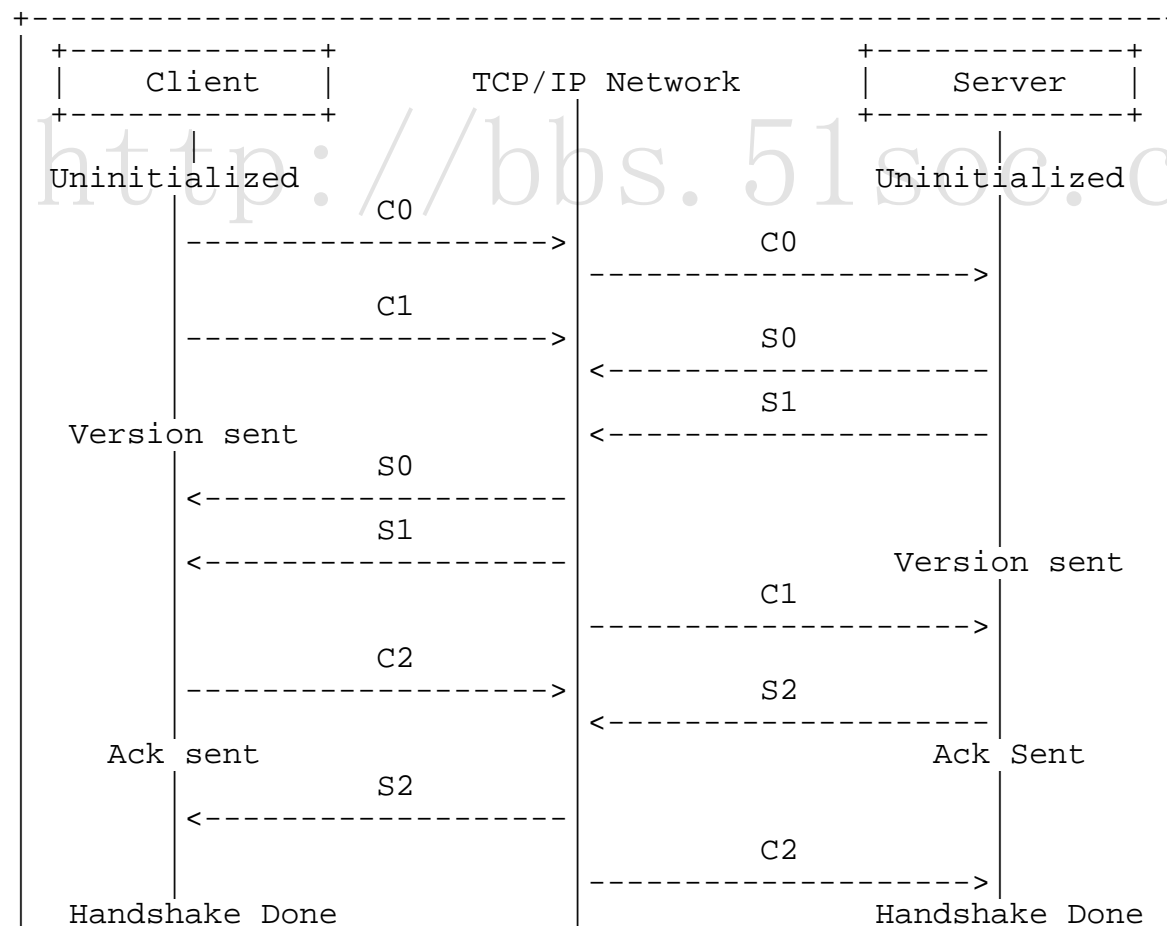 Client
TCP/IP Network
Server
http://bbs.51soc.c
Uninitialized
Uninitialized
C0
C0
C1
S0
S1
Version sent
S0
S1
Version sent
C1
C2
S2
Ack sent
Ack Sent
S2
C2
Handshake Done
Handshake Done